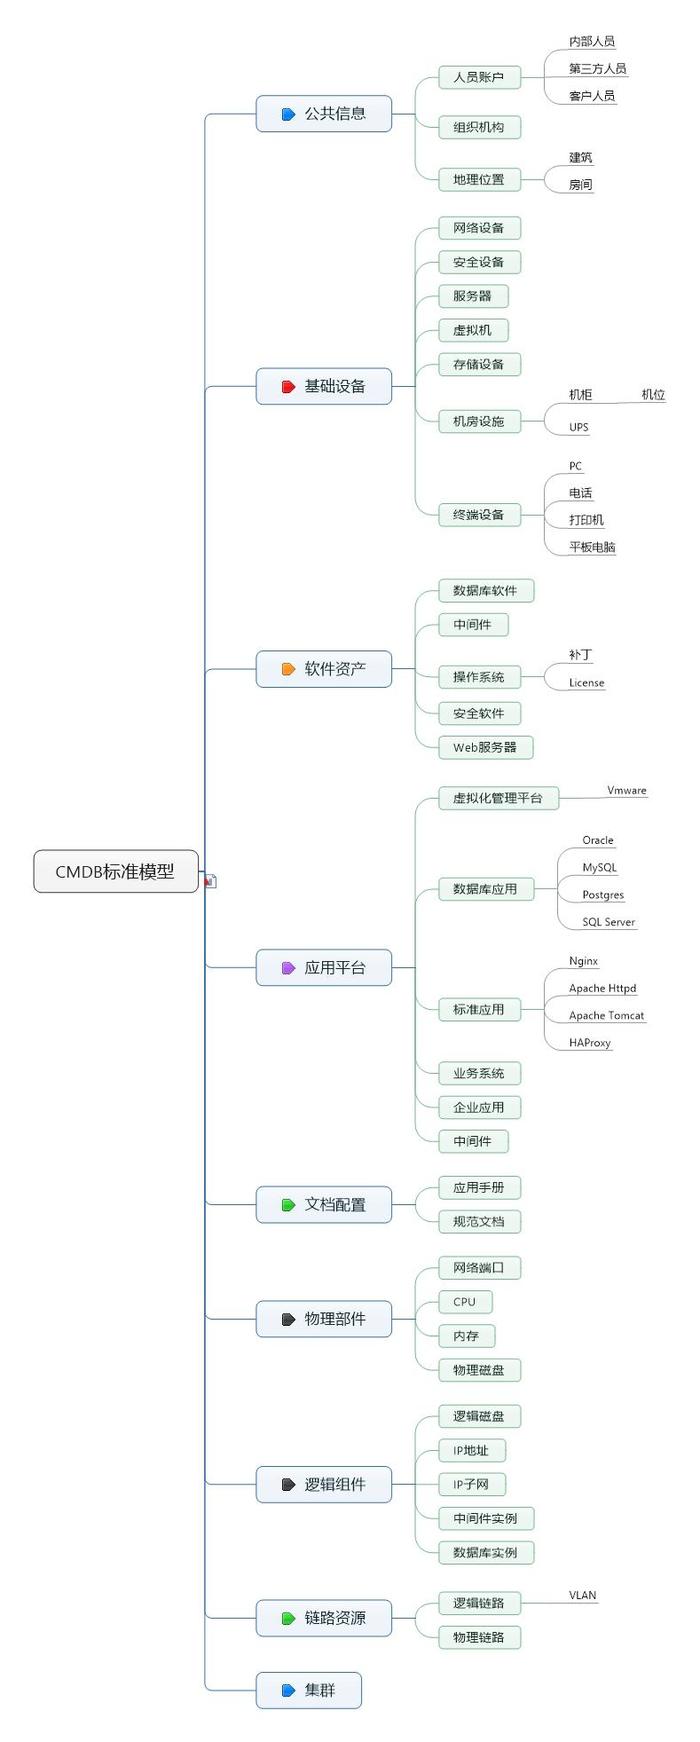 CMDB标准模型
公共信息
人员账户
内部人员
第三方人员
客户人员
组织机构
地理位置
建筑
房间
基础设备
网络设备
安全设备
服务器
虚拟机
存储设备
机房设施
机柜
机位
UPS
终端设备
PC
电话
打印机
平板电脑
软件资产
数据库软件
中间件
操作系统
补丁
License
安全软件
Web服务器
应用平台
虚拟化管理平台
Vmware
数据库应用
Oracle
MySQL
Postgres
SQL Server
标准应用
Nginx
Apache Httpd
Apache Tomcat
HAProxy
业务系统
企业应用
中间件
文档配置
应用手册
规范文档
物理部件
网络端口
CPU
内存
物理磁盘
逻辑组件
逻辑磁盘
IP地址
IP子网
中间件实例
数据库实例
链路资源
逻辑链路
VLAN
物理链路
集群